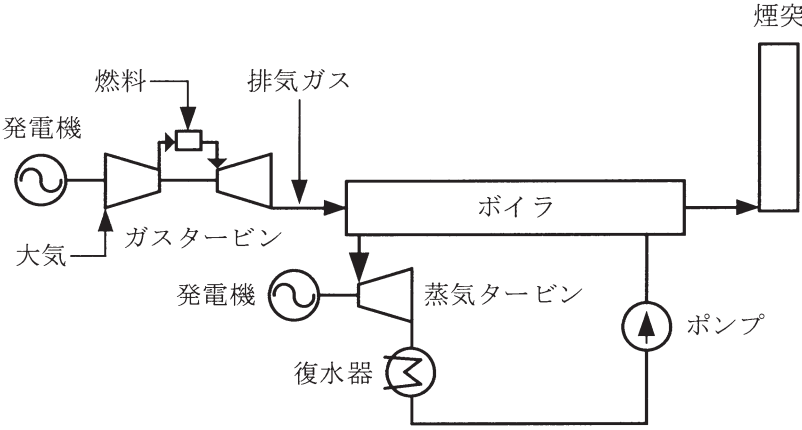 煙突
燃料
排気ガス
発電機
ボイラ
ガスタービン
大気
発電機
蒸気タービン
ポンプ
復水器